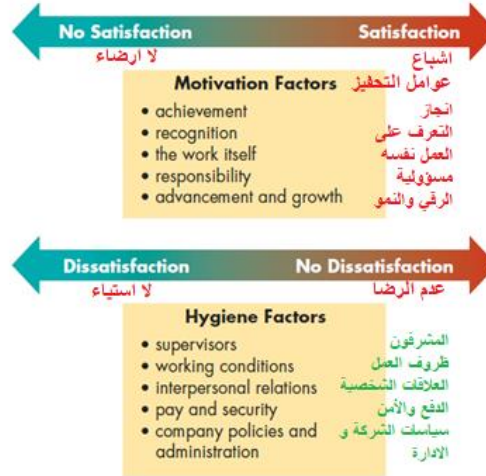 No Satisfaction Satisfaction
لا ارضاء اشباع
Motivation Factors عوامل التحفيز
• achievement انجاز
• recognition التعرف على
• the work itself العمل نفسه
• responsibility مسؤولية
• advancement and growth الرقي والنمو
Dissatisfaction No Dissatisfaction
لا استياء عدم الرضا
Hygiene Factors
• supervisors المشرفون
• working conditions ظروف العمل
• interpersonal relations العلاقات الشخصية
• pay and security الدفع والأمن
• company policies and سياسات الشركة و
administration الادارة